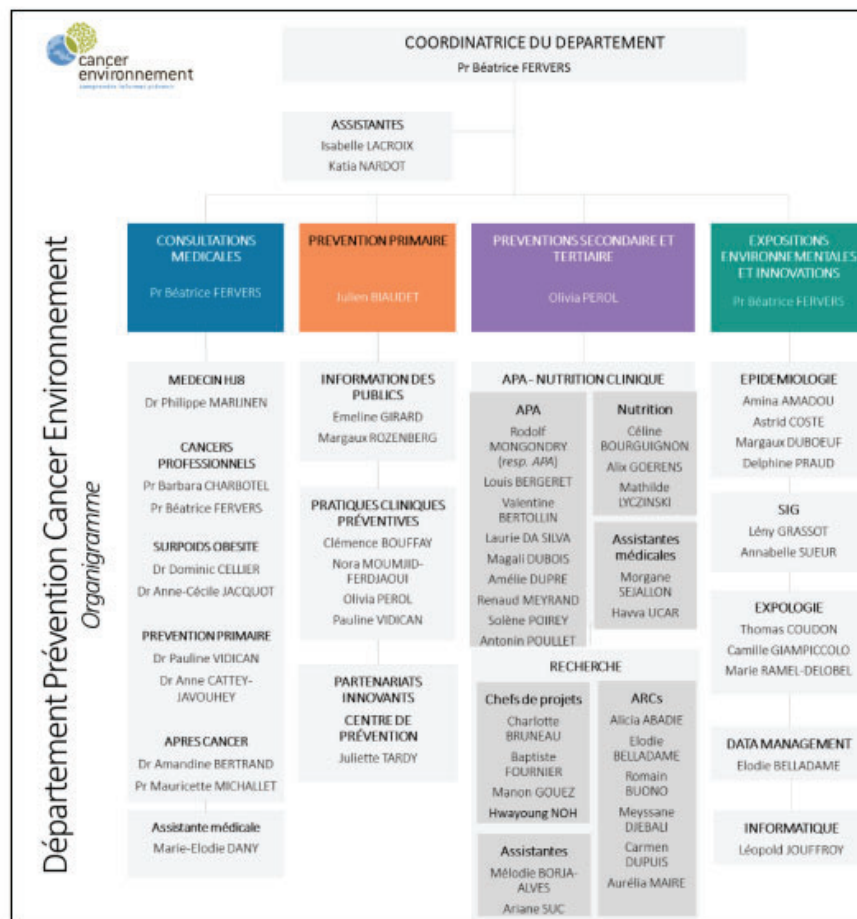 cancer
environnement
comprendre informer prévenir
COORDINATRICE DU DEPARTEMENT
Pr Béatrice FERVERS
ASSISTANTES
Isabelle LACROIX
Katia NARDOT
Département Prévention Cancer Environnement
Organigramme
CONSULTATIONS
MEDICALES
Pr Béatrice FERVERS
MEDECIN HJ8
Dr Philippe MARIJNEN
CANCERS
PROFESSIONNELS
Pr Barbara CHARBOTEL
Pr Béatrice FERVERS
SURPOIDS OBESITE
Dr Dominic CELLIER
Dr Anne-Cécile JACQUOT
PREVENTION PRIMAIRE
Dr Pauline VIDICAN
Dr Anne CATTEY-
JAVOUHEY
APRES CANCER
Dr Amandine BERTRAND
Pr Mauricette MICHALLET
Assistante médicale
Marie-Elodie DANY
PREVENTION PRIMAIRE
Julien BIAUDET
INFORMATION DES
PUBLICS
Emeline GIRARD
Margaux ROZENBERG
PRATIQUES CLINIQUES
PRÉVENTIVES
Clémence BOUFFAY
Nora MOUMJID-
FERDJAOUI
Olivia PEROL
Pauline VIDICAN
PARTENARIATS
INNOVANTS
CENTRE DE
PRÉVENTION
Juliette TARDY
PREVENTIONS SECONDAIRE ET
TERTIAIRE
Olivia PEROL
APA - NUTRITION CLINIQUE
APA
Rodolf
MONGONDRY
(resp. APA)
Louis BERGERET
Valentine
BERTOLLIN
Laurie DA SILVA
Magali DUBOIS
Amélie DUPRE
Renaud MEYRAND
Solène POIREY
Antonin POULLET
Nutrition
Céline
BOURGUIGNON
Alix GOERENS
Mathilde
LYCZINSKI
Assistantes
médicales
Morgane
SEJALLON
Havva UCAR
RECHERCHE
Chefs de projets
Charlotte
BRUNEAU
Baptiste
FOURNIER
Manon GOUEZ
Hwayoung NOH
Assistantes
Mélodie BORJA-
ALVES
Ariane SUC
ARCs
Alicia ABADIE
Elodie
BELLADAME
Romain
BUONO
Meyssane
DJEBALI
Carmen
DUPUIS
Aurélia MAIRE
EXPOSITIONS
ENVIRONNEMENTALES
ET INNOVATIONS
Pr Béatrice FERVERS
EPIDEMIOLOGIE
Amina AMADOU
Astrid COSTE
Margaux DUBOEUF
Delphine PRAUD
SIG
Lény GRASSOT
Annabelle SUEUR
EXPOLOGIE
Thomas COUDON
Camille GIAMPICCOLO
Marie RAMEL-DELOBEL
DATA MANAGEMENT
Elodie BELLADAME
INFORMATIQUE
Léopold JOUFFROY